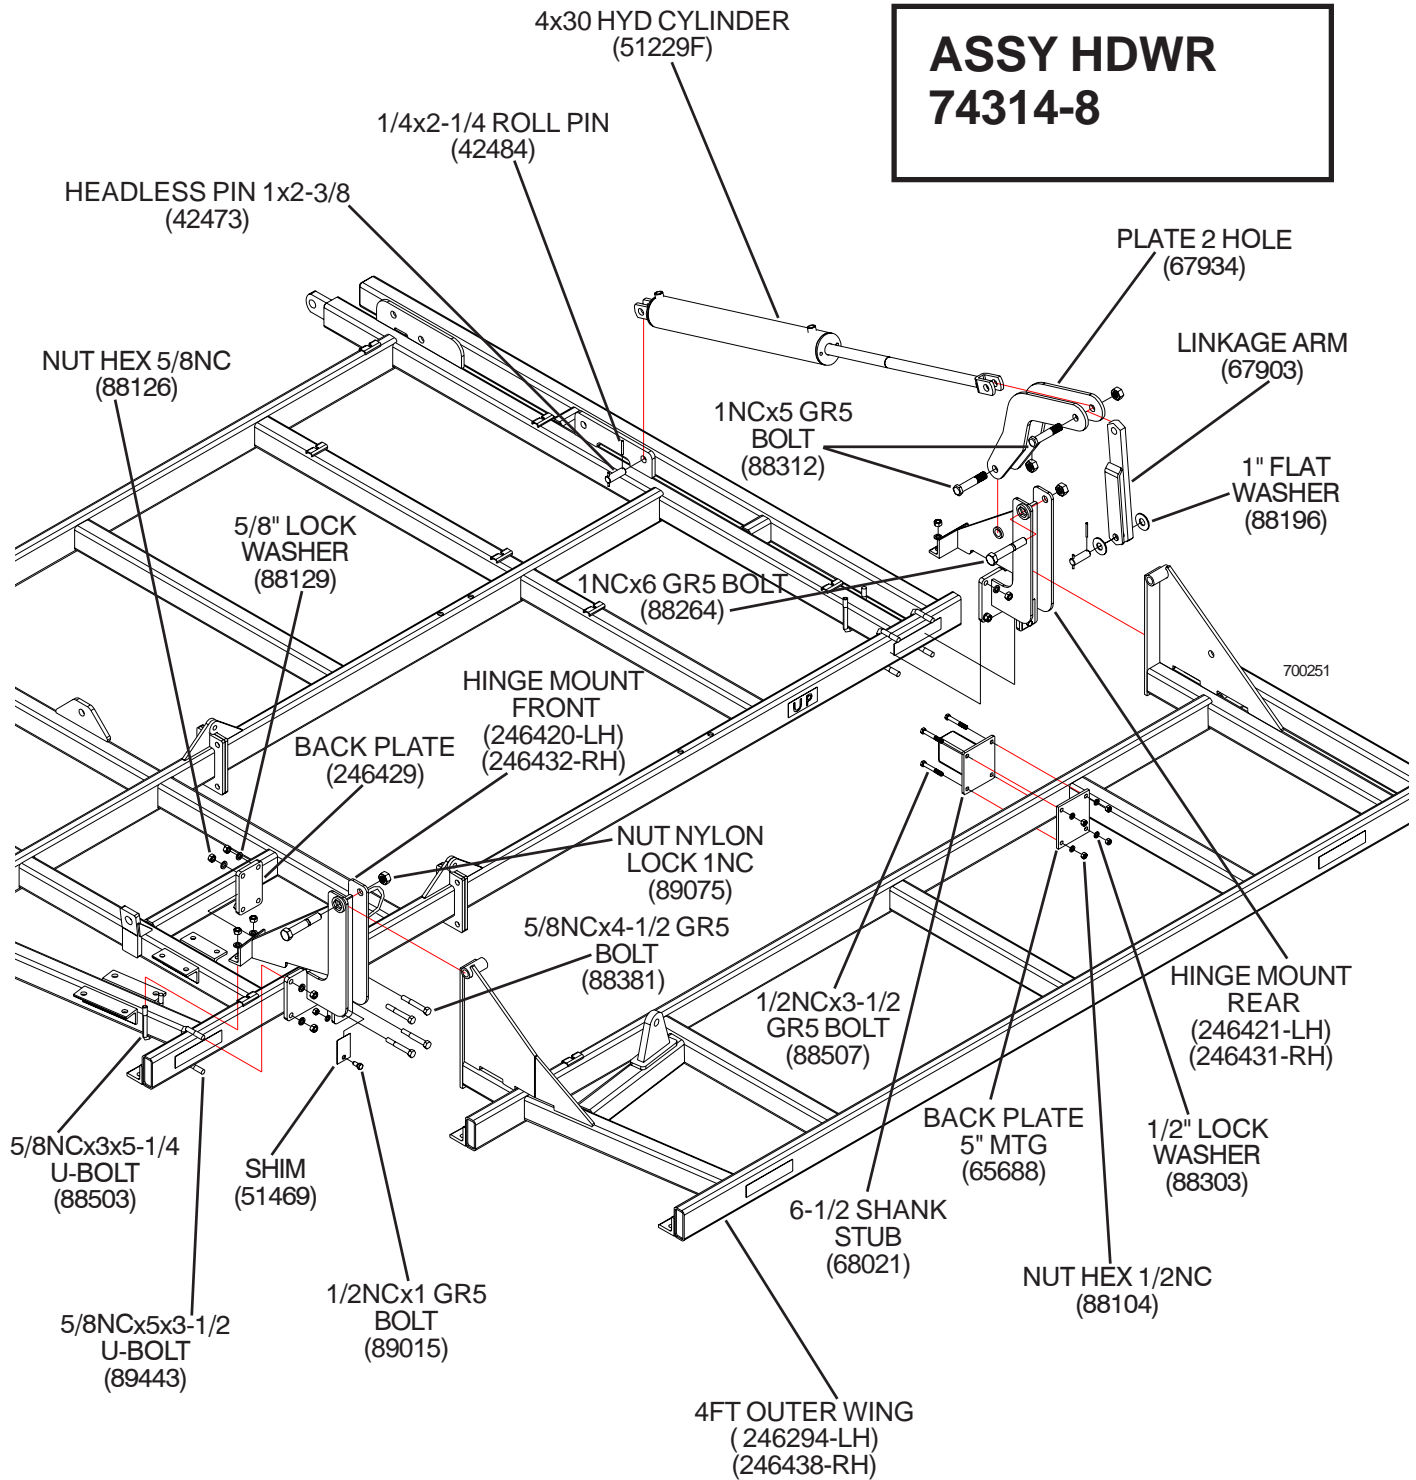 4x30 HYD CYLINDER
(51229F)
ASSY HDWR
74314-8
1/4x2-1/4 ROLL PIN
(42484)
HEADLESS PIN 1x2-3/8
(42473)
PLATE 2 HOLE
(67934)
NUT HEX 5/8NC
(88126)
LINKAGE ARM
(67903)
1NCx5 GR5
BOLT
(88312)
1" FLAT
WASHER
(88196)
5/8" LOCK
WASHER
(88129)
1NCx6 GR5 BOLT
(88264)
700251
HINGE MOUNT
FRONT
(246420-LH)
(246432-RH)
UP
BACK PLATE
(246429)
NUT NYLON
LOCK 1NC
(89075)
5/8NCx4-1/2 GR5
BOLT
(88381)
1/2NCx3-1/2
GR5 BOLT
(88507)
HINGE MOUNT
REAR
(246421-LH)
(246431-RH)
5/8NCx3x5-1/4
U-BOLT
(88503)
SHIM
(51469)
BACK PLATE
5" MTG
(65688)
1/2" LOCK
WASHER
(88303)
6-1/2 SHANK
STUB
(68021)
NUT HEX 1/2NC
(88104)
1/2NCx1 GR5
BOLT
(89015)
5/8NCx5x3-1/2
U-BOLT
(89443)
4FT OUTER WING
( 246294-LH)
(246438-RH)